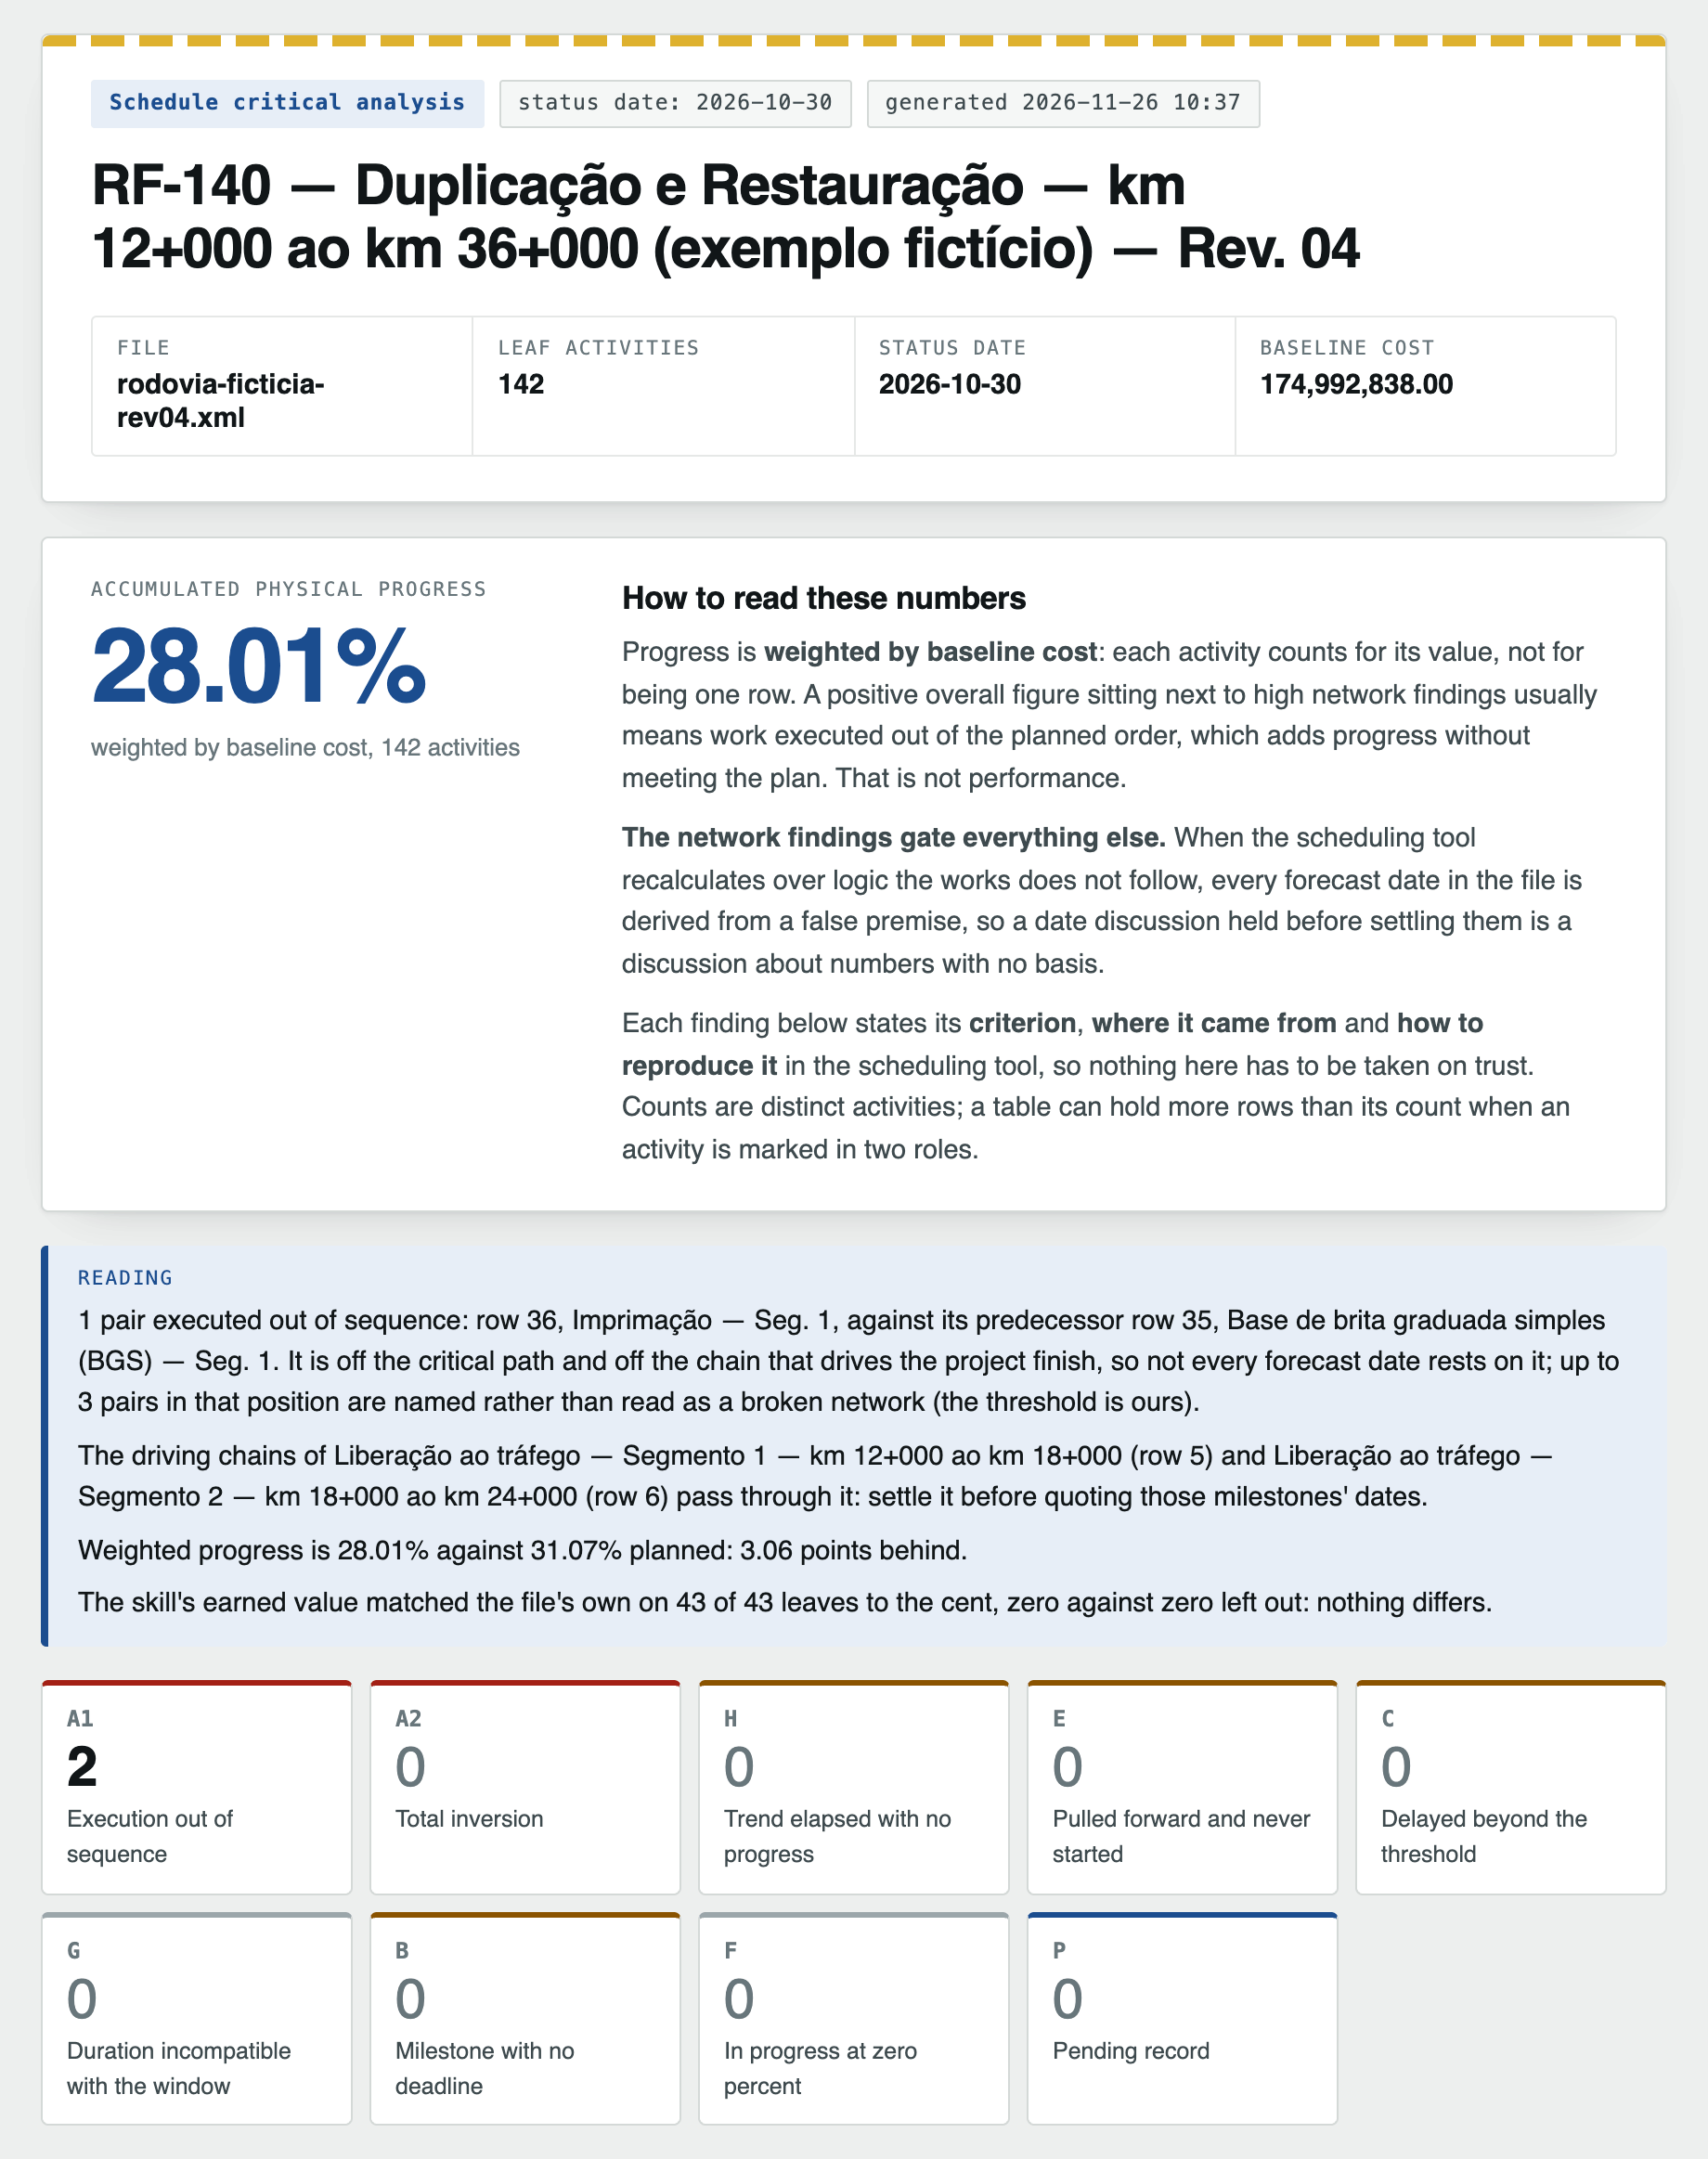 Schedule critical analysis
status date: 2026-10-30
generated 2026-11-26 10:37
RF-140 — Duplicação e Restauração — km
12+000 ao km 36+000 (exemplo fictício) — Rev. 04
FILE
rodovia-ficticia-
rev04.xml
LEAF ACTIVITIES
142
STATUS DATE
2026-10-30
BASELINE COST
174,992,838.00
ACCUMULATED PHYSICAL PROGRESS
28.01%
weighted by baseline cost, 142 activities
How to read these numbers
Progress is weighted by baseline cost: each activity counts for its value, not for
being one row. A positive overall figure sitting next to high network findings usually
means work executed out of the planned order, which adds progress without
meeting the plan. That is not performance.
The network findings gate everything else. When the scheduling tool
recalculates over logic the works does not follow, every forecast date in the file is
derived from a false premise, so a date discussion held before settling them is a
discussion about numbers with no basis.
Each finding below states its criterion, where it came from and how to
reproduce it in the scheduling tool, so nothing here has to be taken on trust.
Counts are distinct activities; a table can hold more rows than its count when an
activity is marked in two roles.
READING
1 pair executed out of sequence: row 36, Imprimação — Seg. 1, against its predecessor row 35, Base de brita graduada simples
(BGS) — Seg. 1. It is off the critical path and off the chain that drives the project finish, so not every forecast date rests on it; up to
3 pairs in that position are named rather than read as a broken network (the threshold is ours).
The driving chains of Liberação ao tráfego — Segmento 1 — km 12+000 ao km 18+000 (row 5) and Liberação ao tráfego —
Segmento 2 — km 18+000 ao km 24+000 (row 6) pass through it: settle it before quoting those milestones' dates.
Weighted progress is 28.01% against 31.07% planned: 3.06 points behind.
The skill's earned value matched the file's own on 43 of 43 leaves to the cent, zero against zero left out: nothing differs.
A1
2
Execution out of
sequence
A2
0
Total inversion
H
0
Trend elapsed with no
progress
E
0
Pulled forward and never
started
C
0
Delayed beyond the
threshold
G
0
Duration incompatible
with the window
B
0
Milestone with no
deadline
F
0
In progress at zero
percent
P
0
Pending record